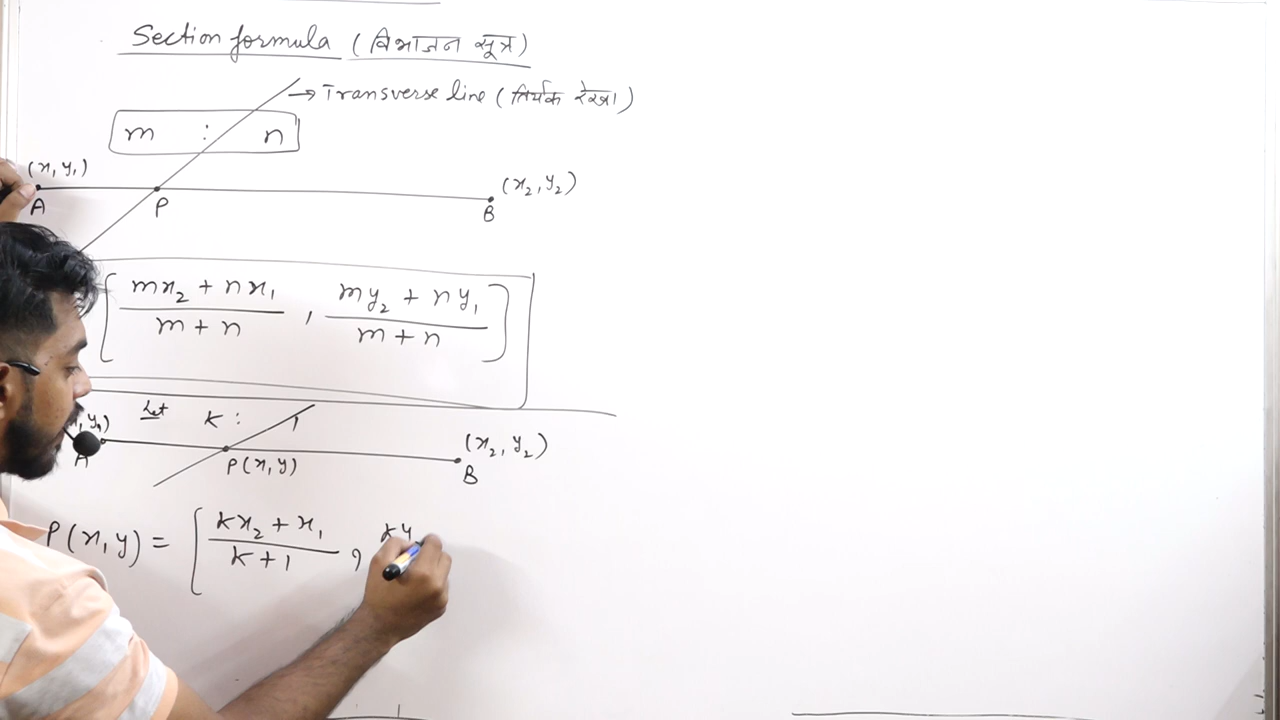 Section formula (विभाजन सूत्र)
→ Transverse line (तिर्यक रेखा)
m : n
(x, y₁)
(x₂, y₂)
A P B
[ (mx₂ + nx₁)/(m + n) , (my₂ + ny₁)/(m + n) ]
Let K : 1
y₁)
(x₂, y₂)
A P(x, y) B
P(x, y) = [ (Kx₂ + x₁)/(K + 1) , Ky